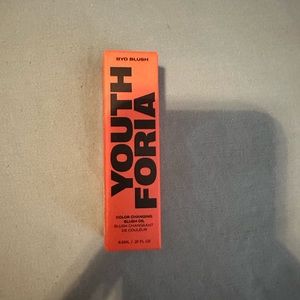 BYO BLUSH
YOUTH
FORIA
COLOR CHANGING
BLUSH OIL
BLUSH CHANGEANT
DE COULEUR